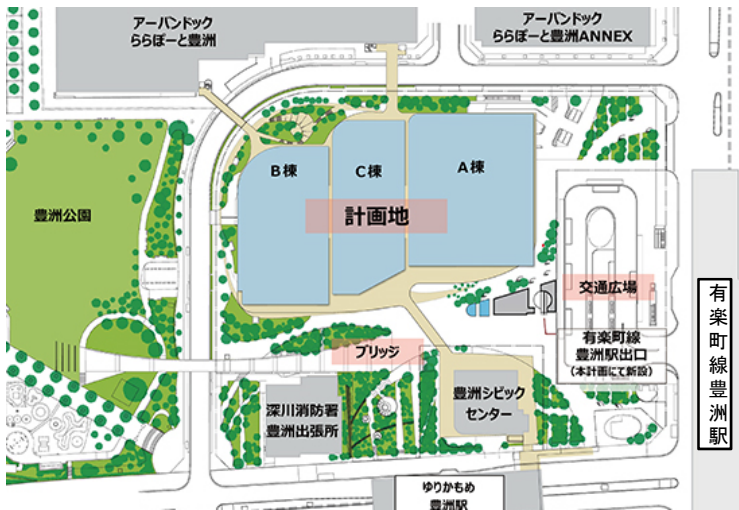 アーバンドック
ららぽーと豊洲
アーバンドック
ららぽーと豊洲ANNEX
B棟
C棟
A棟
計画地
豊洲公園
交通広場
有楽町線
豊洲駅出口
(本計画にて新設)
有楽町線豊洲駅
ブリッジ
深川消防署
豊洲出張所
豊洲シビック
センター
ゆりかもめ
豊洲駅